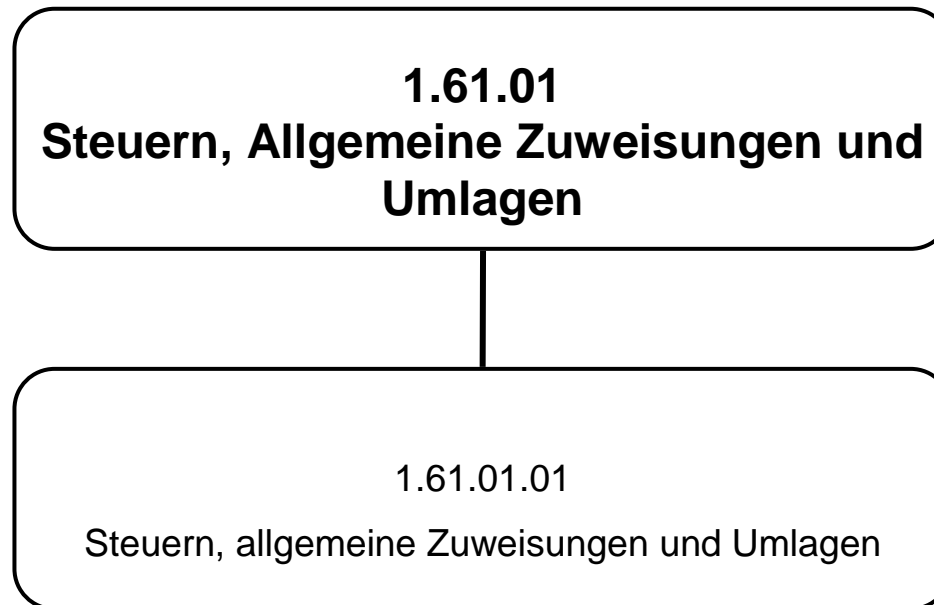 1.61.01
Steuern, Allgemeine Zuweisungen und
Umlagen
1.61.01.01
Steuern, allgemeine Zuweisungen und Umlagen